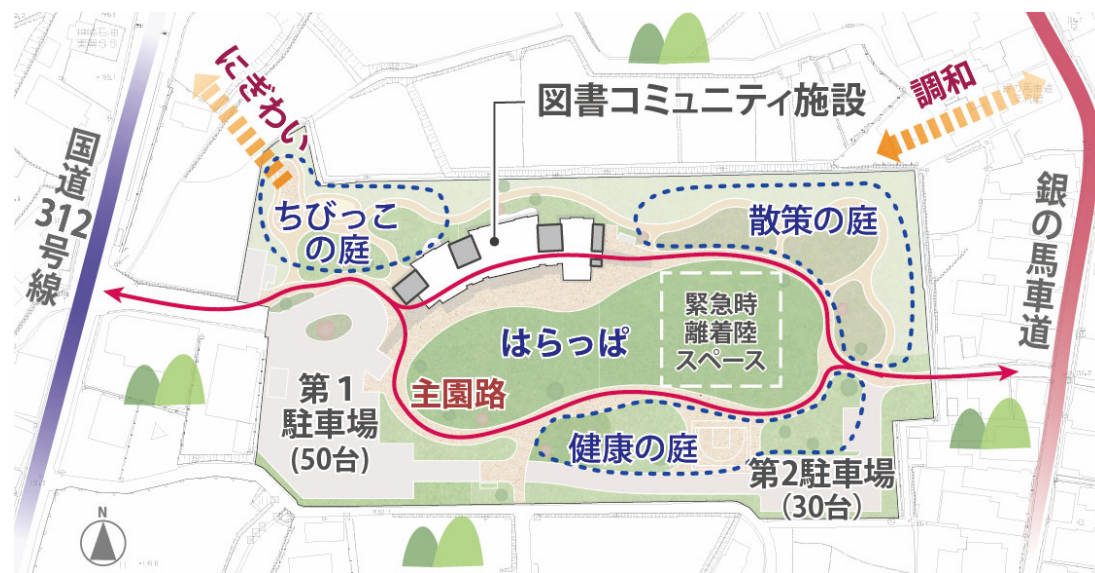 にぎわい
図書コミュニティ施設
調和
国道312号線
ちびっこ
の庭
散策の庭
銀の馬車道
緊急時
離着陸
スペース
はらっぱ
主園路
第1
駐車場
(50台)
健康の庭
第2駐車場
(30台)
N